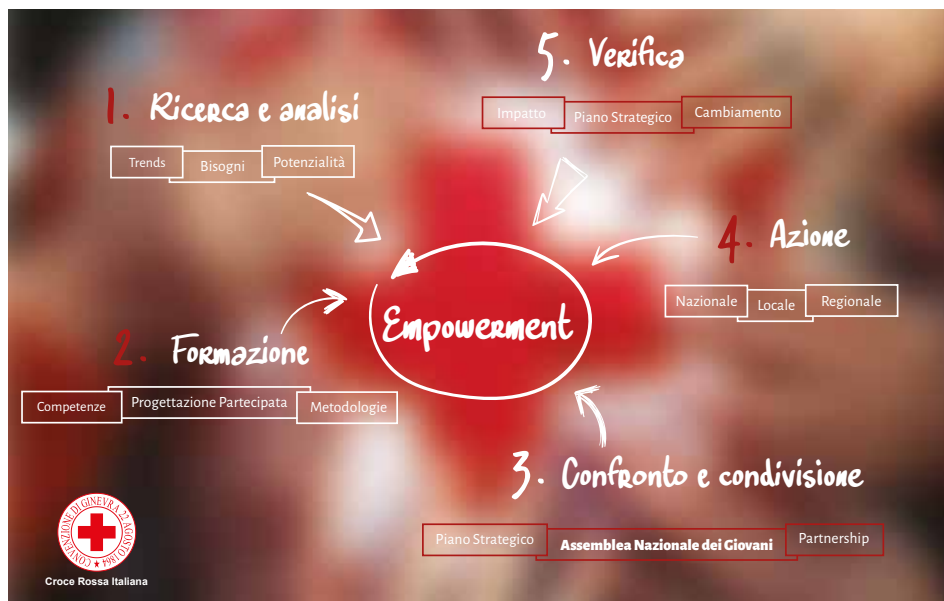 1. Ricerca e analisi
Trends
Bisogni
Potenzialità
2. Formazione
Competenze
Progettazione Partecipata
Metodologie
3. Confronto e condivisione
Piano Strategico
Assemblea Nazionale dei Giovani
Partnership
4. Azione
Nazionale
Locale
Regionale
5. Verifica
Impatto
Piano Strategico
Cambiamento
Empowerment
CONVENZIONE DI GINEVRA 22 AGOSTO 1864
Croce Rossa Italiana